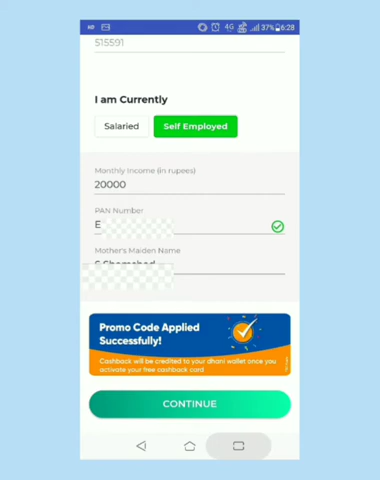 4G 37% 6:28
515591
I am Currently
Salaried Self Employed
Monthly Income (in rupees)
20000
PAN Number
E
Mother's Maiden Name
Promo Code Applied
Successfully!
Cashback will be credited to your dhani wallet once you
activate your free cashback card
CONTINUE